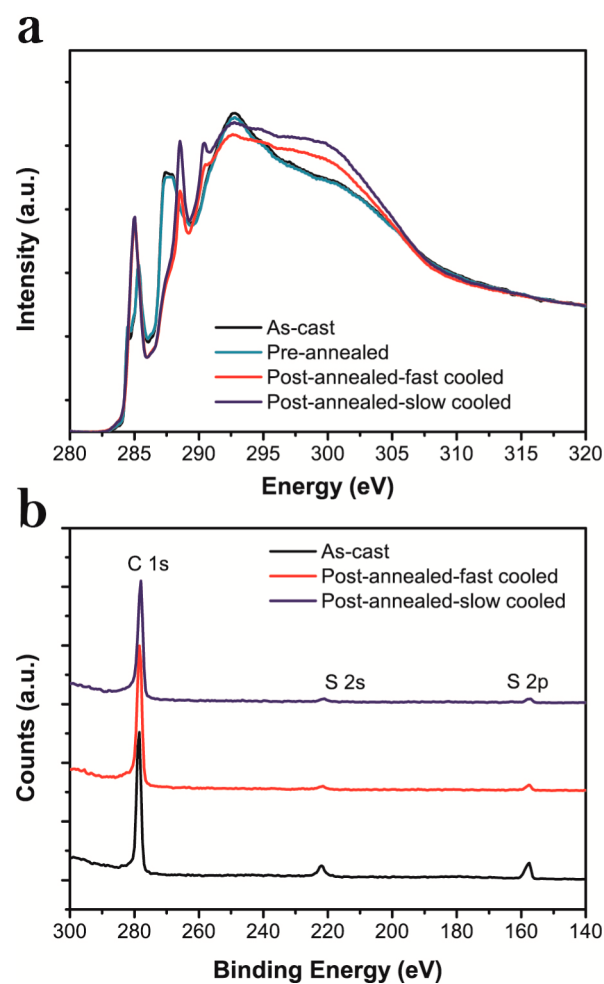 a
Intensity (a.u.)
As-cast
Pre-annealed
Post-annealed-fast cooled
Post-annealed-slow cooled
280 285 290 295 300 305 310 315 320
Energy (eV)
b
Counts (a.u.)
C 1s
As-cast
Post-annealed-fast cooled
Post-annealed-slow cooled
S 2s
S 2p
300 280 260 240 220 200 180 160 140
Binding Energy (eV)